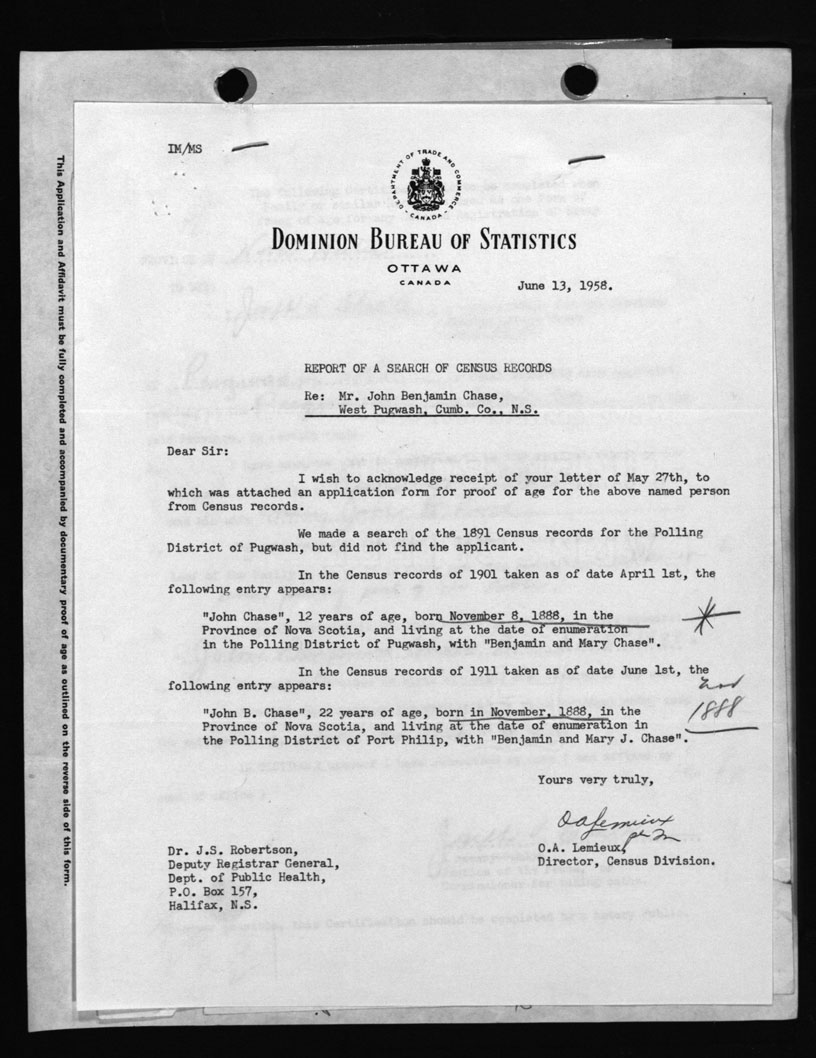 IM/MS
DEPARTMENT OF TRADE AND COMMERCE
CANADA
DOMINION BUREAU OF STATISTICS
OTTAWA
CANADA
June 13, 1958.
REPORT OF A SEARCH OF CENSUS RECORDS
Re: Mr. John Benjamin Chase,
West Pugwash, Cumb. Co., N.S.
Dear Sir:
I wish to acknowledge receipt of your letter of May 27th, to
which was attached an application form for proof of age for the above named person
from Census records.
We made a search of the 1891 Census records for the Polling
District of Pugwash, but did not find the applicant.
In the Census records of 1901 taken as of date April 1st, the
following entry appears:
"John Chase", 12 years of age, born November 8, 1888, in the
Province of Nova Scotia, and living at the date of enumeration
in the Polling District of Pugwash, with "Benjamin and Mary Chase".
In the Census records of 1911 taken as of date June 1st, the
following entry appears:
"John B. Chase", 22 years of age, born in November, 1888, in the
Province of Nova Scotia, and living at the date of enumeration in
the Polling District of Port Philip, with "Benjamin and Mary J. Chase".
1888
Yours very truly,
OALemieux
O.A. Lemieux,
Director, Census Division.
Dr. J.S. Robertson,
Deputy Registrar General,
Dept. of Public Health,
P.O. Box 157,
Halifax, N.S.
This Application and Affidavit must be fully completed and accompanied by documentary proof of age as outlined on the reverse side of this form.